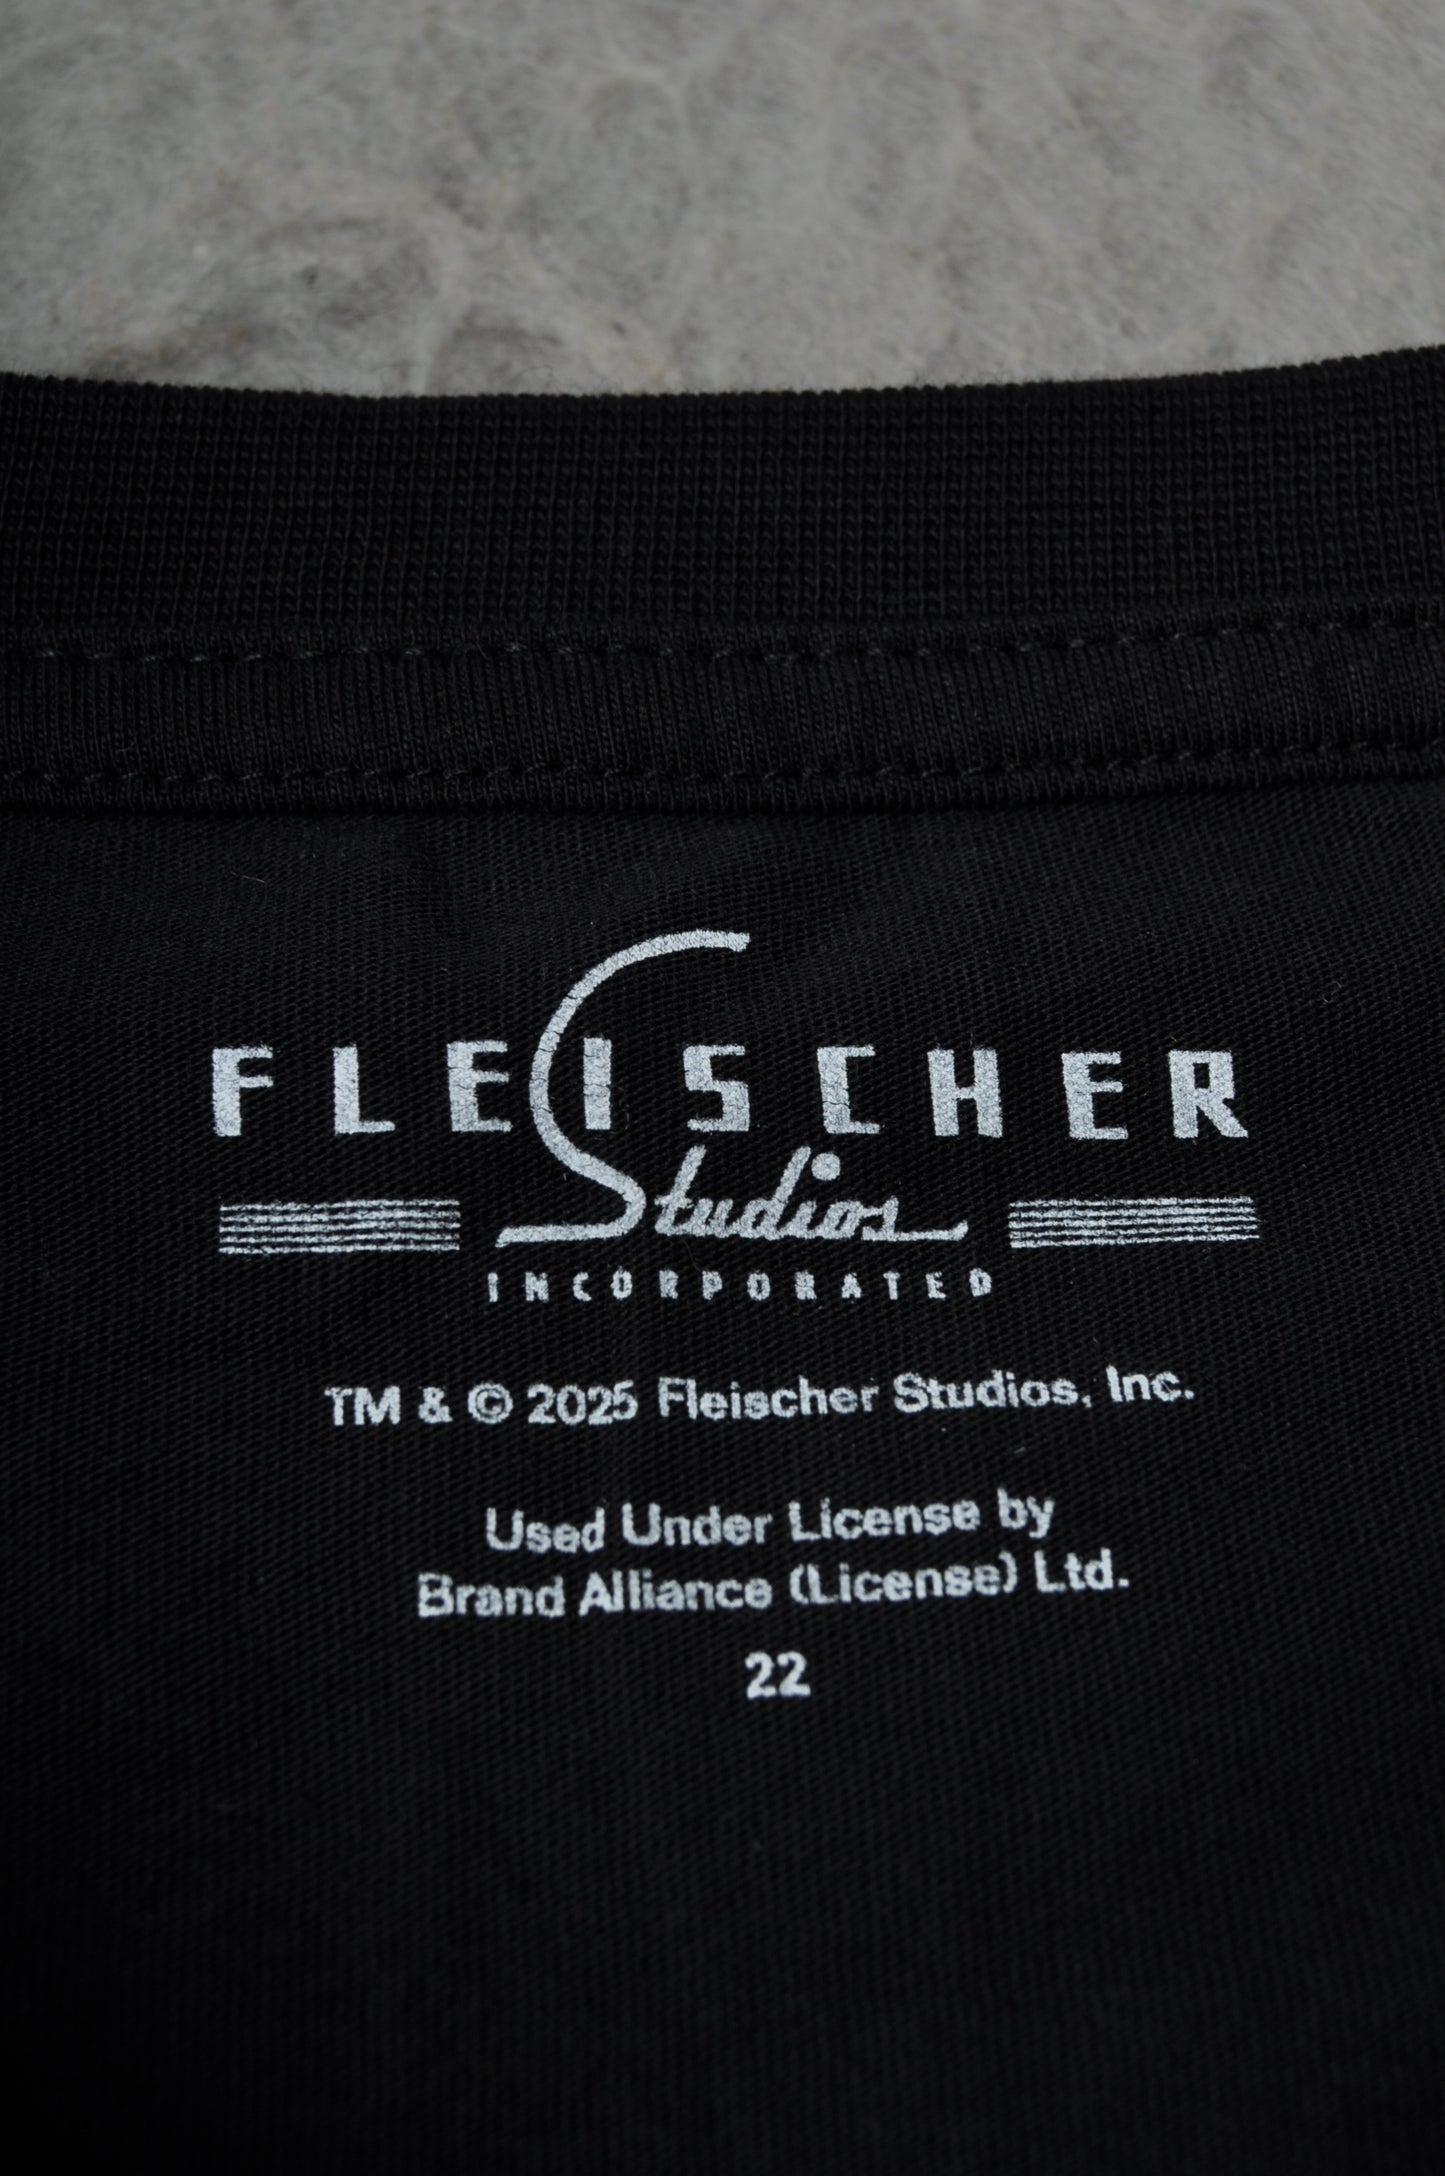 FLEISCHER
Studios
INCORPORATED
TM & © 2025 Fleischer Studios, Inc.
Used Under License by
Brand Alliance (License) Ltd.
22